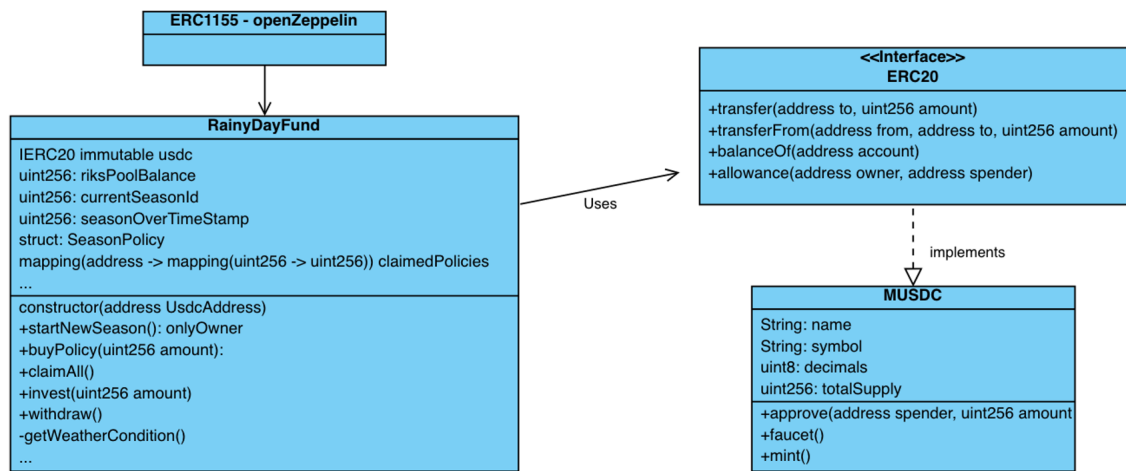 ERC1155 - openZeppelin
RainyDayFund
IERC20 immutable usdc
uint256: riksPoolBalance
uint256: currentSeasonId
uint256: seasonOverTimeStamp
struct: SeasonPolicy
mapping(address -> mapping(uint256 -> uint256)) claimedPolicies
...
constructor(address UsdcAddress)
+startNewSeason(): onlyOwner
+buyPolicy(uint256 amount):
+claimAll()
+invest(uint256 amount)
+withdraw()
-getWeatherCondition()
...
Uses
<<Interface>>
ERC20
+transfer(address to, uint256 amount)
+transferFrom(address from, address to, uint256 amount)
+balanceOf(address account)
+allowance(address owner, address spender)
implements
MUSDC
String: name
String: symbol
uint8: decimals
uint256: totalSupply
+approve(address spender, uint256 amount
+faucet()
+mint()